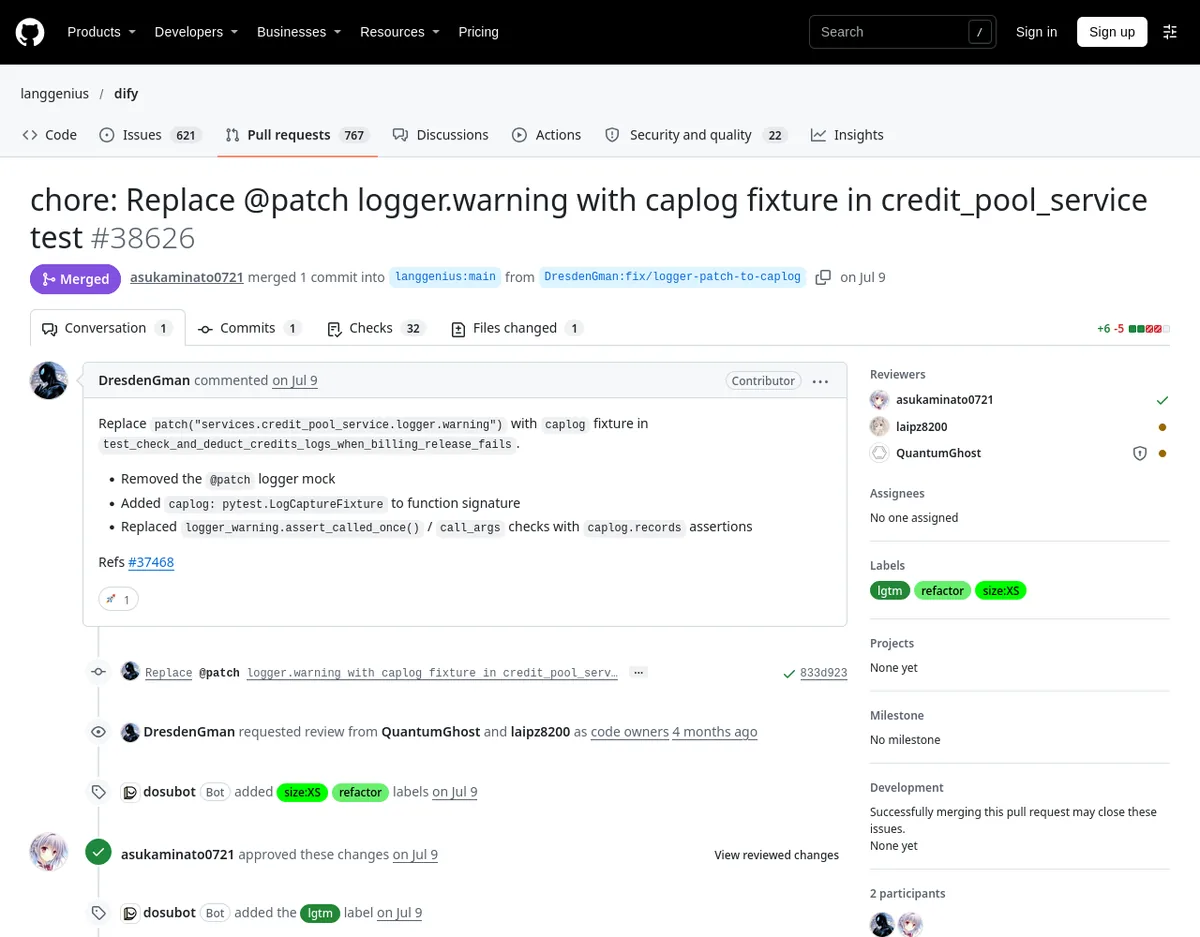 Products Developers Businesses Resources Pricing Search / Sign in Sign up
langgenius / dify
Code Issues 621 Pull requests 767 Discussions Actions Security and quality 22 Insights
chore: Replace @patch logger.warning with caplog fixture in credit_pool_service
test #38626
Merged asukaminato0721 merged 1 commit into langgenius:main from DresdenGman:fix/logger-patch-to-caplog on Jul 9
Conversation 1 Commits 1 Checks 32 Files changed 1 +6 -5
DresdenGman commented on Jul 9 Contributor ...
Replace patch("services.credit_pool_service.logger.warning") with caplog fixture in
test_check_and_deduct_credits_logs_when_billing_release_fails.
• Removed the @patch logger mock
• Added caplog: pytest.LogCaptureFixture to function signature
• Replaced logger_warning.assert_called_once() / call_args checks with caplog.records assertions
Refs #37468
1
Replace @patch logger.warning with caplog fixture in credit_pool_serv… ... 833d923
DresdenGman requested review from QuantumGhost and laipz8200 as code owners 4 months ago
dosubot Bot added size:XS refactor labels on Jul 9
asukaminato0721 approved these changes on Jul 9 View reviewed changes
dosubot Bot added the lgtm label on Jul 9
Reviewers
asukaminato0721
laipz8200
QuantumGhost
Assignees
No one assigned
Labels
lgtm refactor size:XS
Projects
None yet
Milestone
No milestone
Development
Successfully merging this pull request may close these
issues.
None yet
2 participants